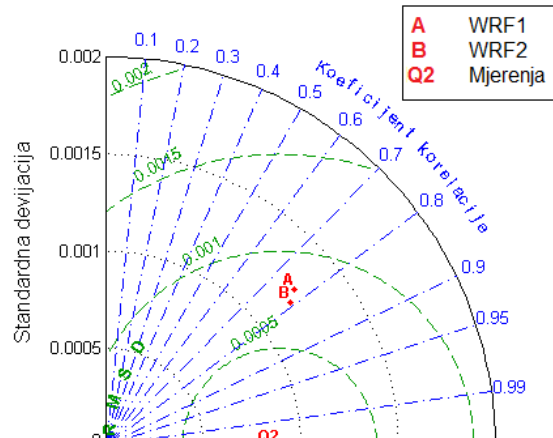 A WRF1
B WRF2
Q2 Mjerenja
Koeficijent korelacije
Standardna devijacija
0.002
0.0015
0.001
0.0005
0.1
0.2
0.3
0.4
0.5
0.6
0.7
0.8
0.9
0.95
0.99
0.002
0.0015
0.001
0.0005
R M S D
A
B
Q2